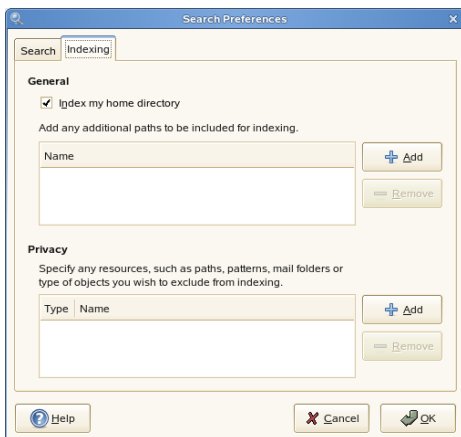 Search Preferences
Search
Indexing
General
Index my home directory
Add any additional paths to be included for indexing.
Name
Add
Remove
Privacy
Specify any resources, such as paths, patterns, mail folders or
type of objects you wish to exclude from indexing.
Type Name
Add
Remove
Help
Cancel
OK